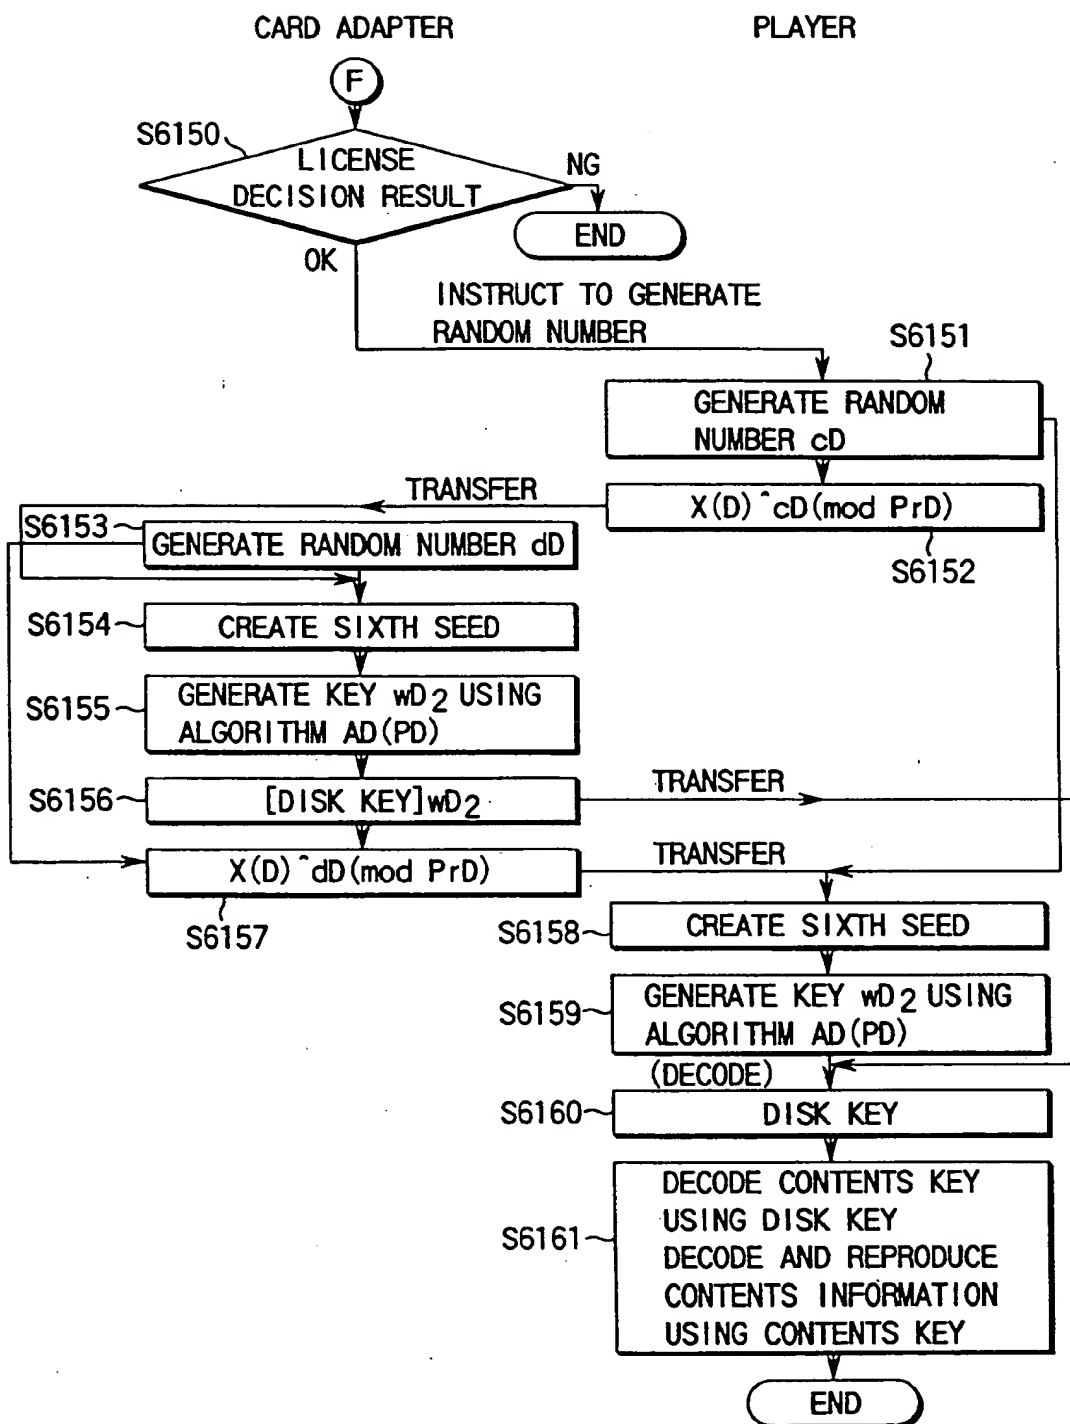 CARD ADAPTER
PLAYER
F
S6150
LICENSE
DECISION RESULT
NG
END
OK
INSTRUCT TO GENERATE
RANDOM NUMBER
S6151
GENERATE RANDOM
NUMBER cD
TRANSFER
X(D)^cD(mod PrD)
S6152
S6153
GENERATE RANDOM NUMBER dD
S6154
CREATE SIXTH SEED
S6155
GENERATE KEY wD2 USING
ALGORITHM AD(PD)
S6156
[DISK KEY]wD2
TRANSFER
X(D)^dD(mod PrD)
TRANSFER
S6157
S6158
CREATE SIXTH SEED
S6159
GENERATE KEY wD2 USING
ALGORITHM AD(PD)
(DECODE)
S6160
DISK KEY
S6161
DECODE CONTENTS KEY
USING DISK KEY
DECODE AND REPRODUCE
CONTENTS INFORMATION
USING CONTENTS KEY
END